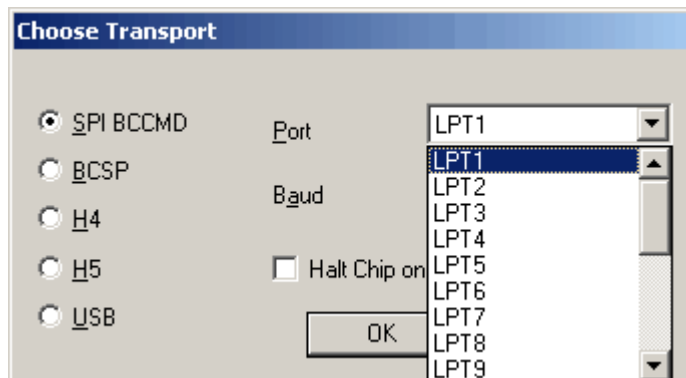 Choose Transport
SPI BCCMD
BCSP
H4
H5
USB
Port
LPT1
Baud
Halt Chip on
OK
LPT1
LPT2
LPT3
LPT4
LPT5
LPT6
LPT7
LPT8
LPT9